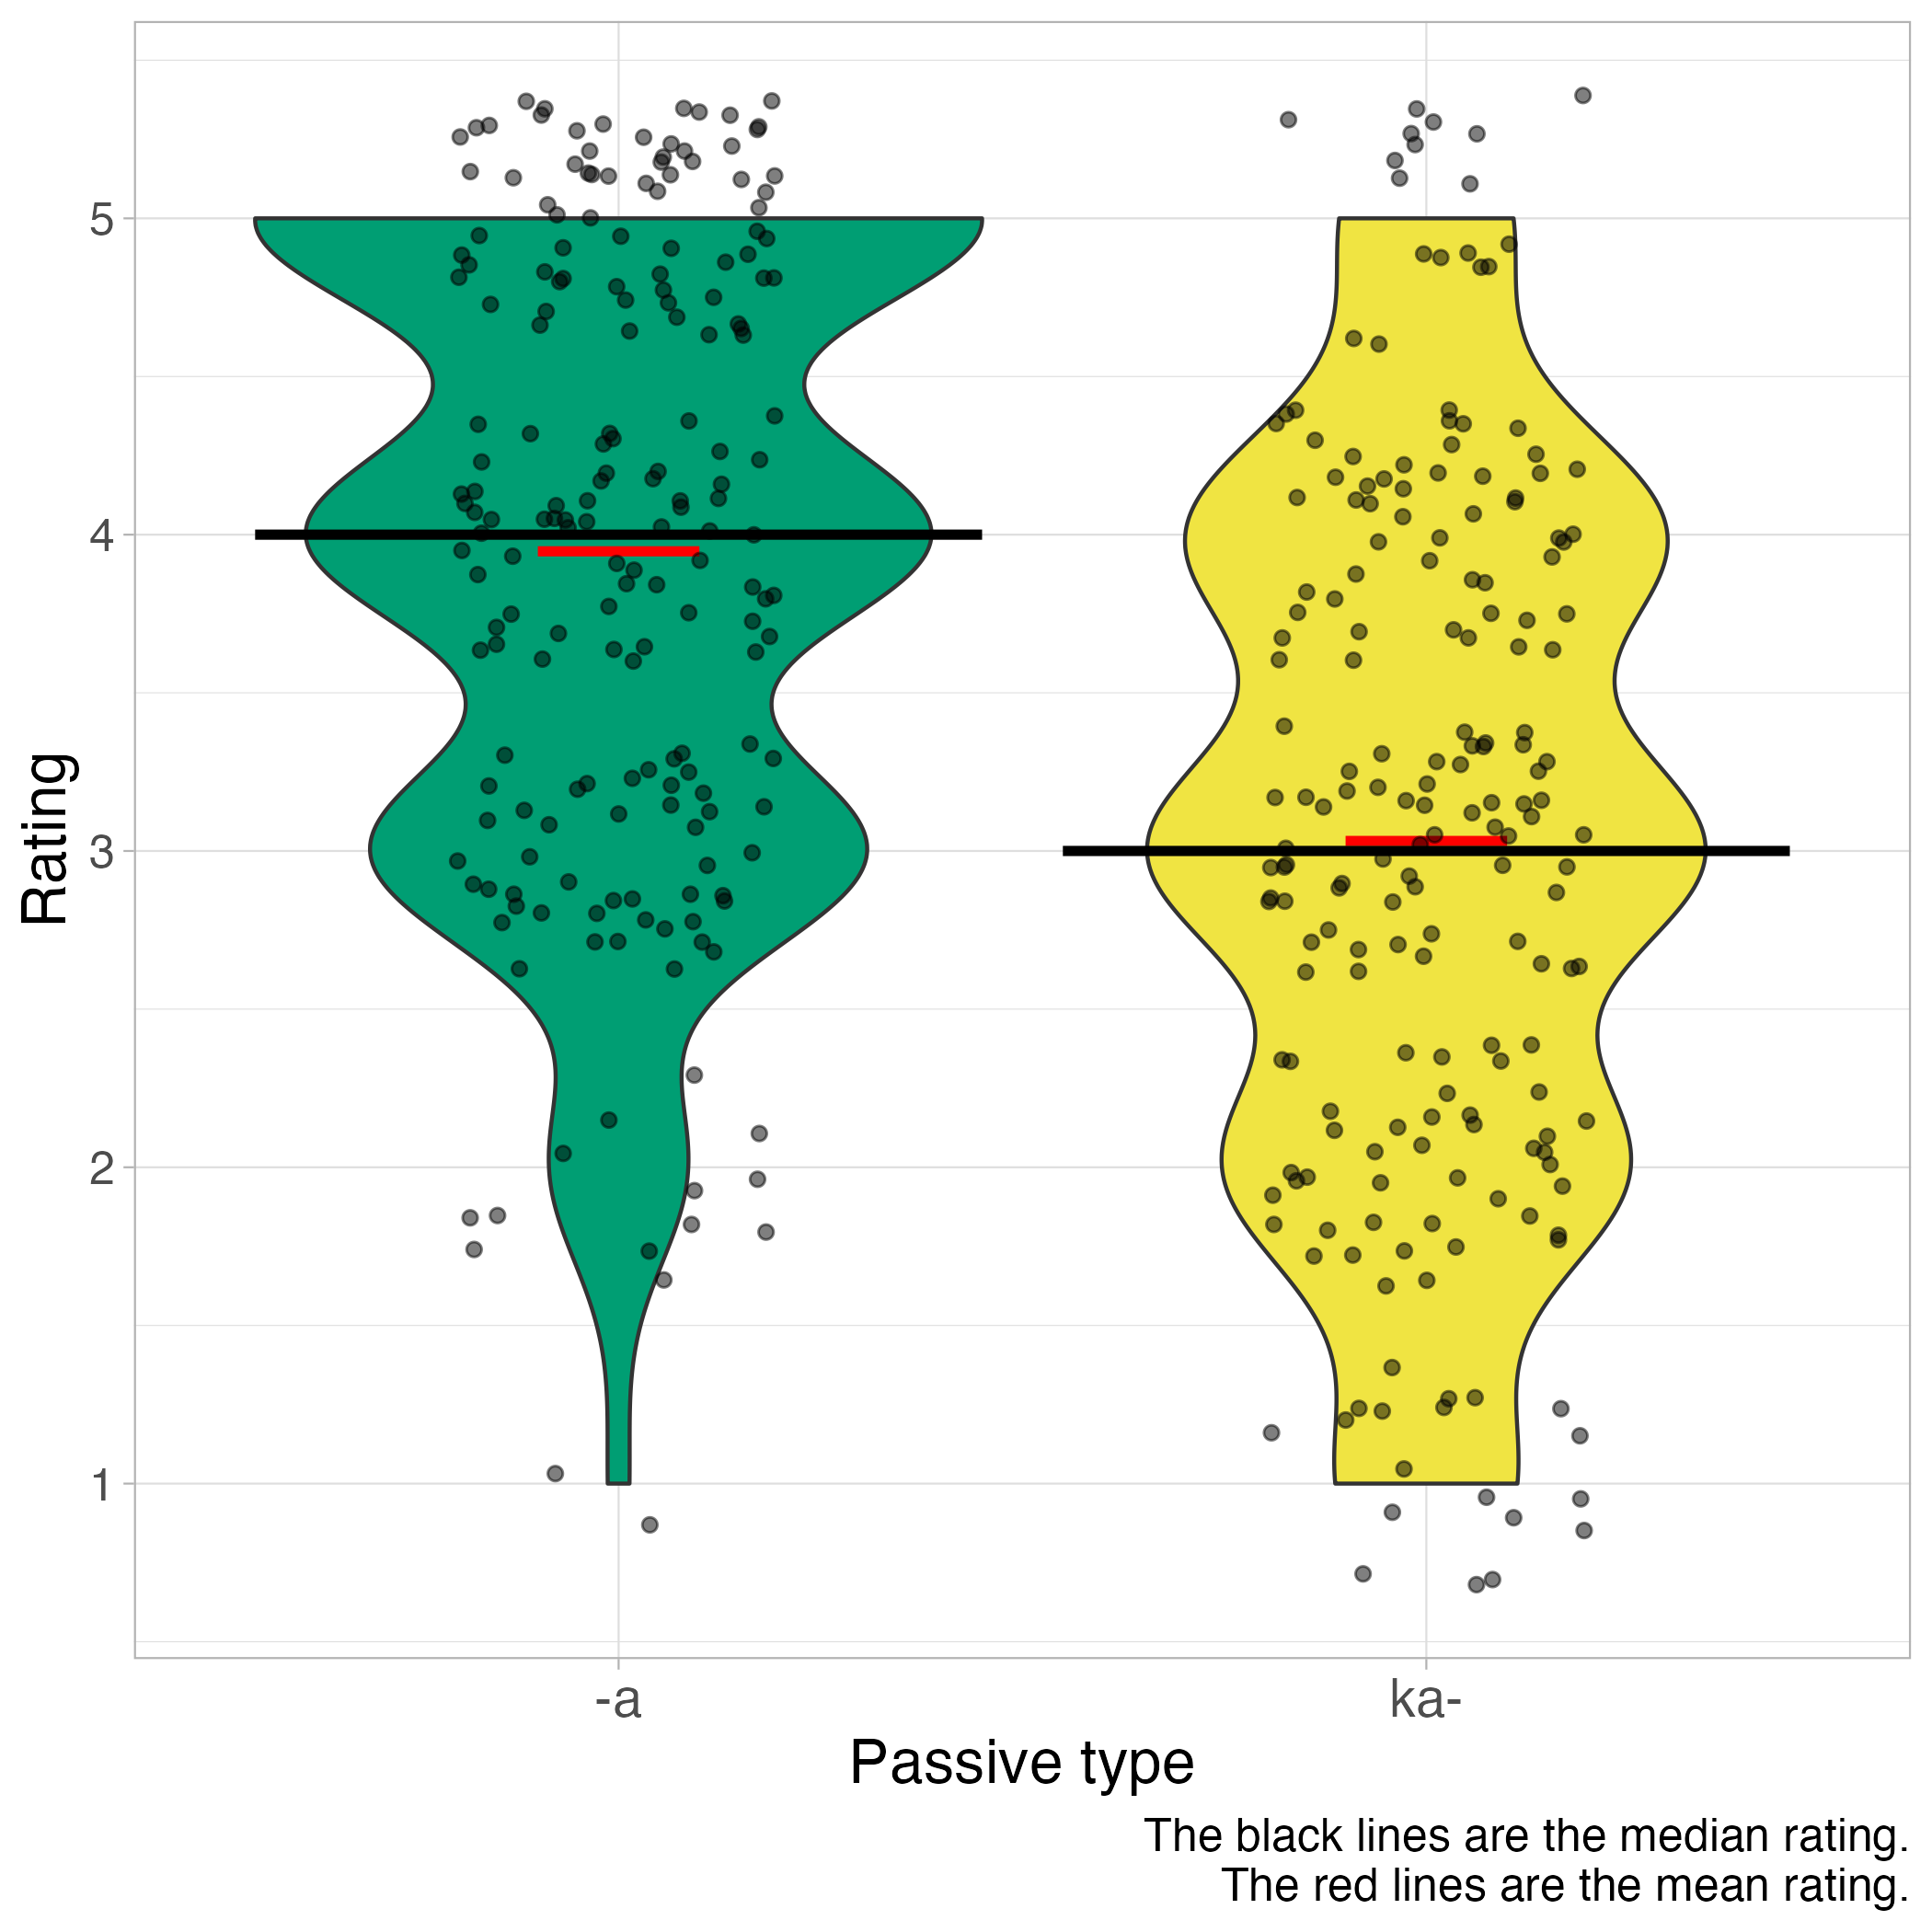 Rating
5
4
3
2
1
-a
ka-
Passive type
The black lines are the median rating.
The red lines are the mean rating.